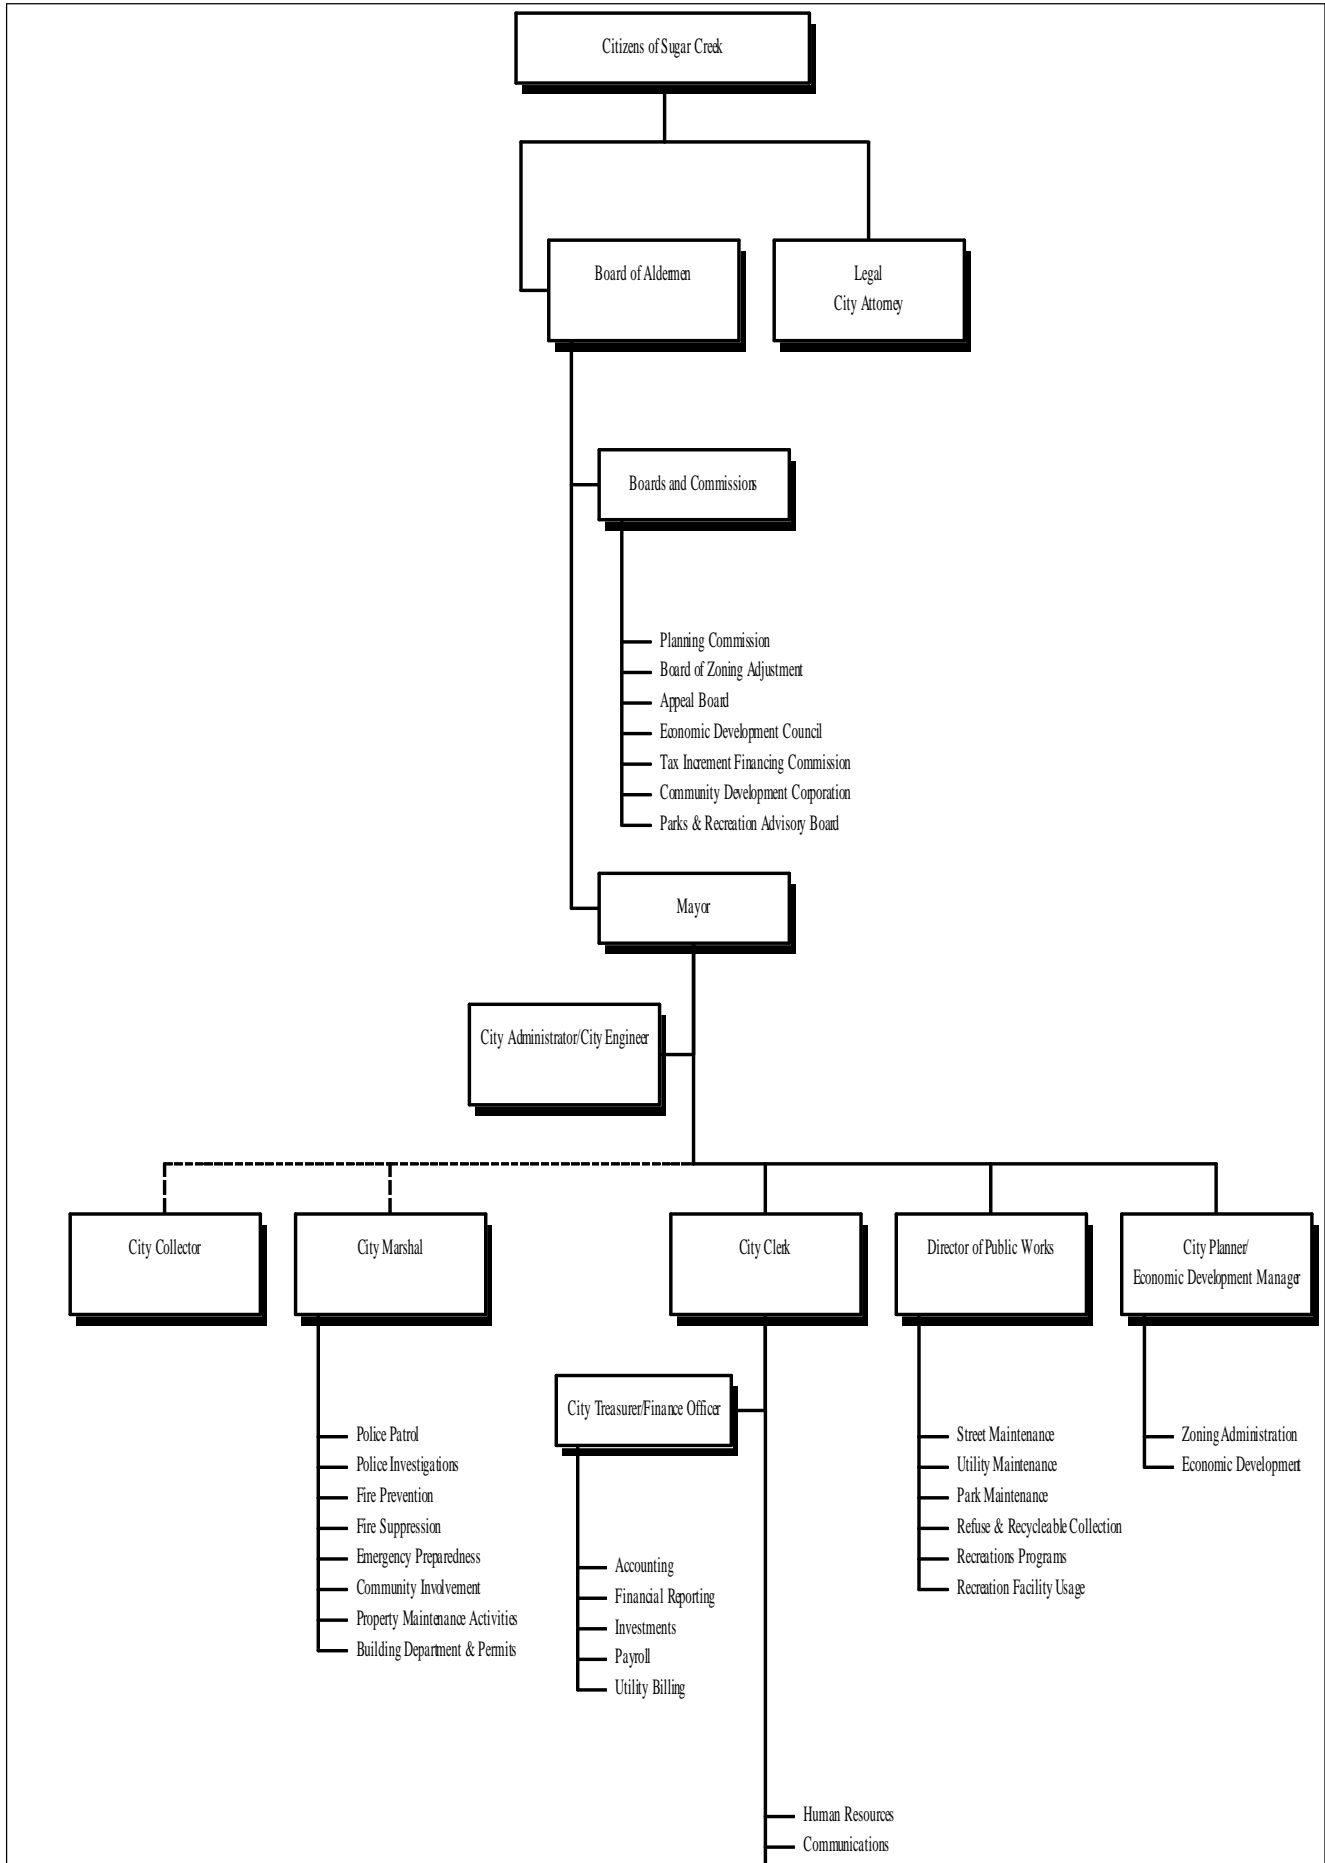 Citizens of Sugar Creek
Board of Aldermen
Legal
City Attorney
Boards and Commissions
Planning Commission
Board of Zoning Adjustment
Appeal Board
Economic Development Council
Tax Increment Financing Commission
Community Development Corporation
Parks & Recreation Advisory Board
Mayor
City Administrator/City Engineer
City Collector
City Marshal
City Clerk
Director of Public Works
City Planner/
Economic Development Manager
Police Patrol
Police Investigations
Fire Prevention
Fire Suppression
Emergency Preparedness
Community Involvement
Property Maintenance Activities
Building Department & Permits
City Treasurer/Finance Officer
Accounting
Financial Reporting
Investments
Payroll
Utility Billing
Human Resources
Communications
Street Maintenance
Utility Maintenance
Park Maintenance
Refuse & Recycleable Collection
Recreations Programs
Recreation Facility Usage
Zoning Administration
Economic Development